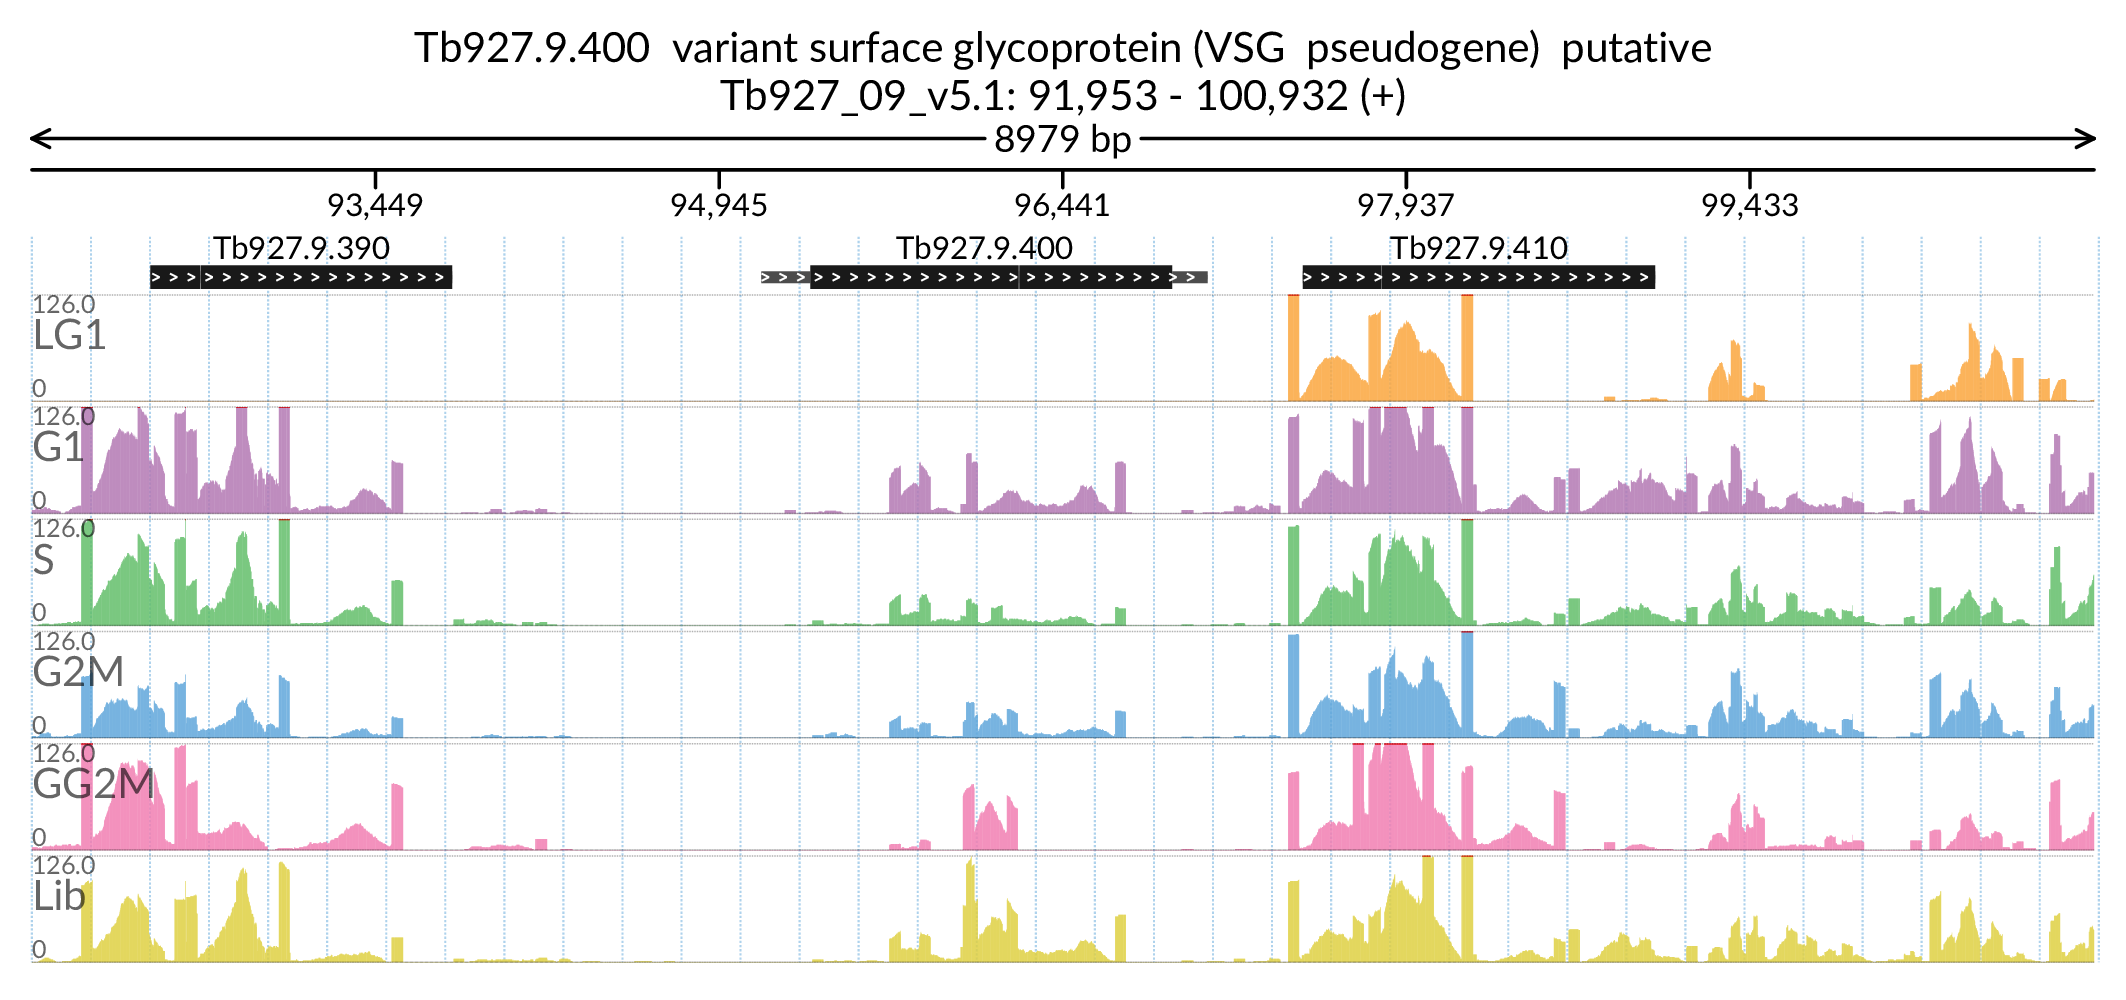 Tb927.9.400 variant surface glycoprotein (VSG pseudogene) putative
Tb927_09_v5.1: 91,953 - 100,932 (+)
8979 bp
93,449 94,945 96,441 97,937 99,433
Tb927.9.390 Tb927.9.400 Tb927.9.410
126.0
LG1
0
126.0
G1
0
126.0
S
0
126.0
G2M
0
126.0
GG2M
0
126.0
Lib
0